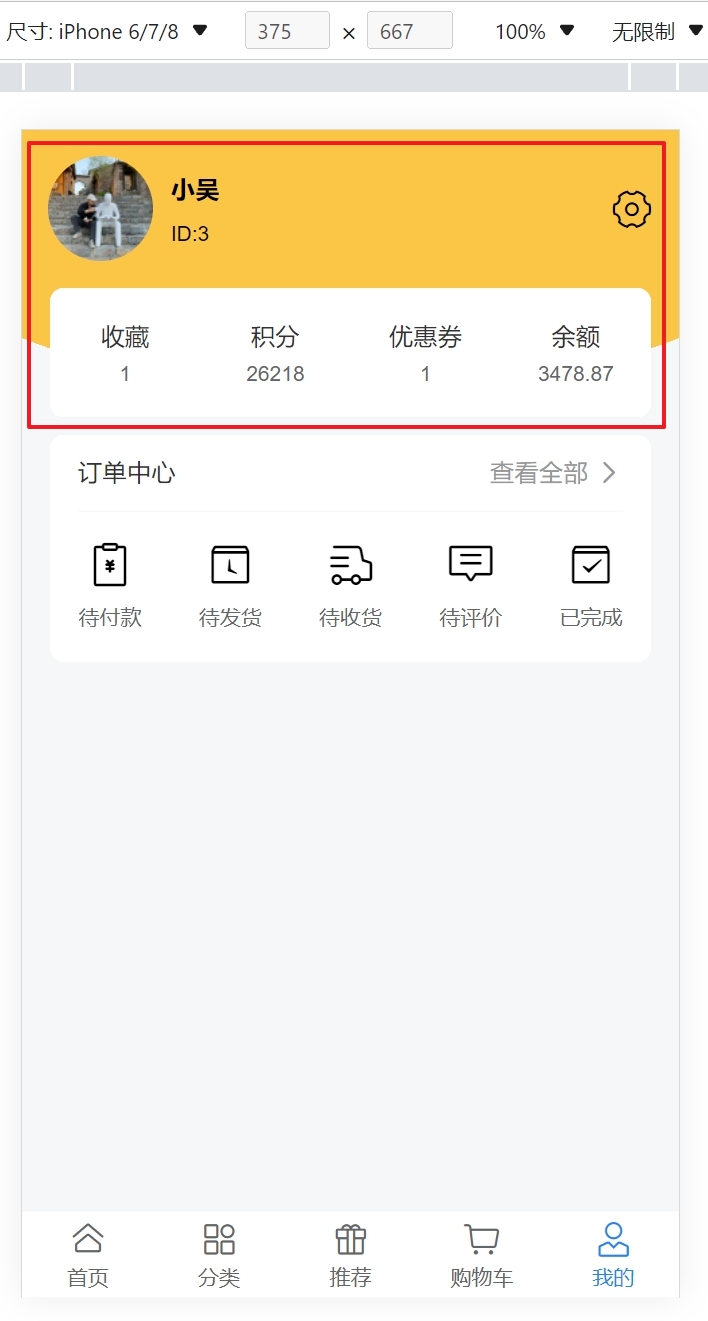 尺寸: iPhone 6/7/8 375 × 667 100% 无限制
小吴
ID:3
收藏 积分 优惠券 余额
1 26218 1 3478.87
订单中心 查看全部
¥
待付款 待发货 待收货 待评价 已完成
首页 分类 推荐 购物车 我的